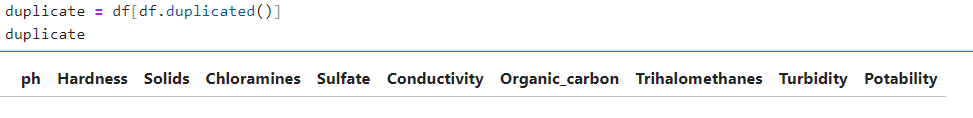 duplicate = df[df.duplicated()]
duplicate
ph Hardness Solids Chloramines Sulfate Conductivity Organic_carbon Trihalomethanes Turbidity Potability